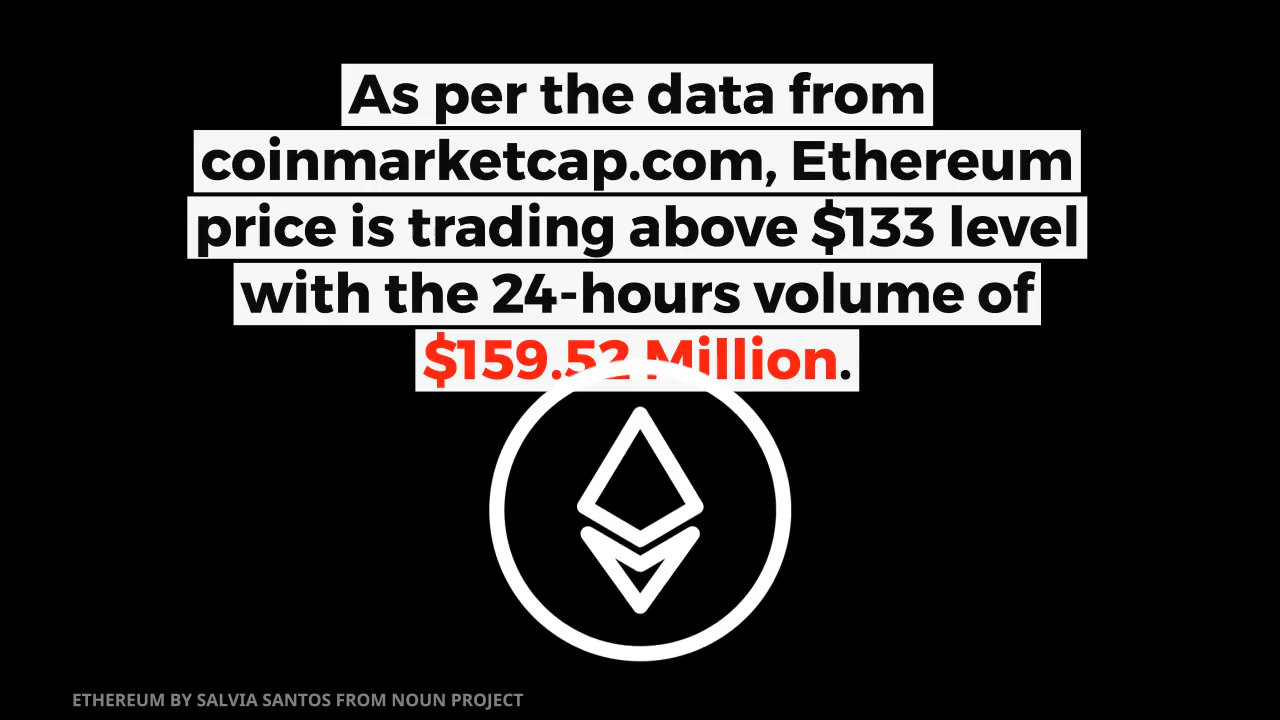 As per the data from
coinmarketcap.com, Ethereum
price is trading above $133 level
with the 24-hours volume of
$159.52 Million.
ETHEREUM BY SALVIA SANTOS FROM NOUN PROJECT